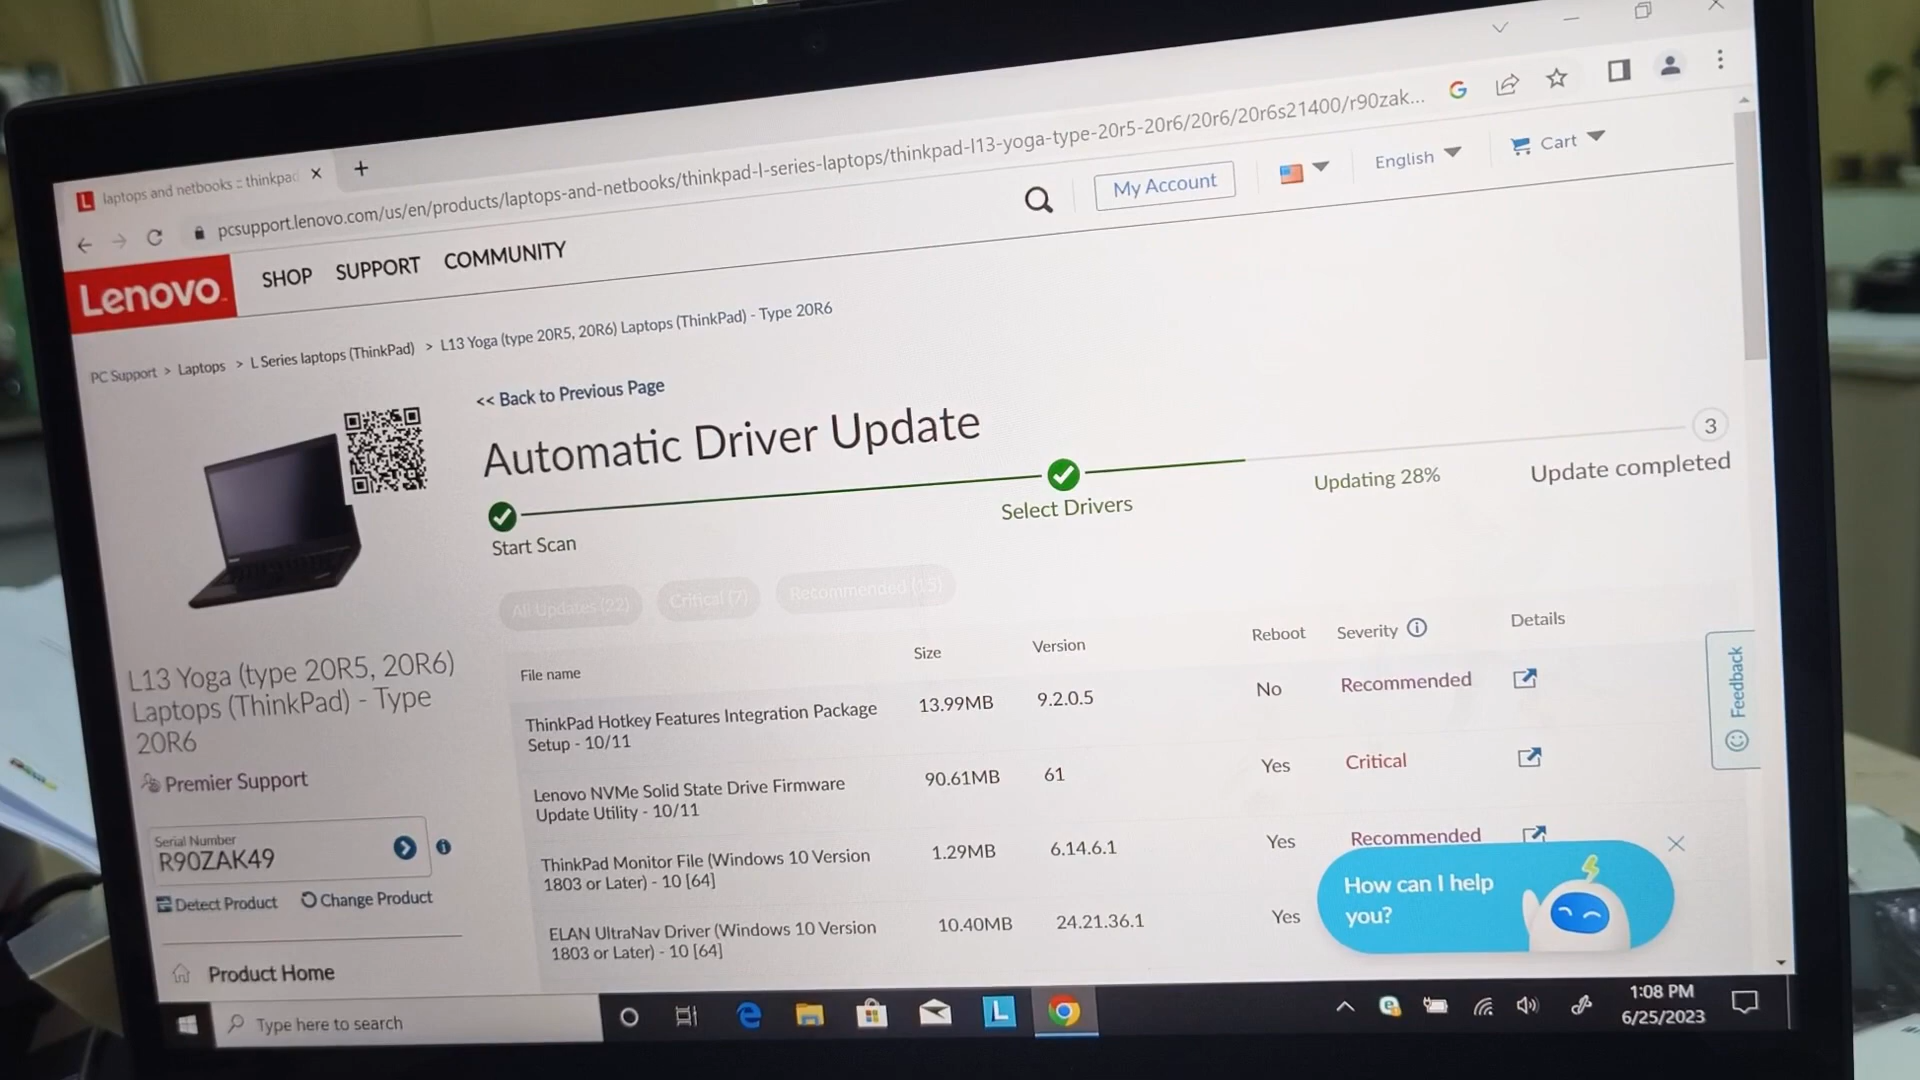 laptops and netbooks :: thinkpad
pcsupport.lenovo.com/us/en/products/laptops-and-netbooks/thinkpad-l-series-laptops/thinkpad-l13-yoga-type-20r5-20r6/20r6/20r6s21400/r90zak...
Lenovo
SHOP SUPPORT COMMUNITY
My Account
English
Cart
PC Support > Laptops > L Series laptops (ThinkPad) > L13 Yoga (type 20R5, 20R6) Laptops (ThinkPad) - Type 20R6
<< Back to Previous Page
Automatic Driver Update
Start Scan
Select Drivers
Updating 28%
3
Update completed
All Updates (22) Critical (7) Recommended (15)
File name Size Version Reboot Severity Details
ThinkPad Hotkey Features Integration Package
Setup - 10/11
13.99MB 9.2.0.5 No Recommended
Lenovo NVMe Solid State Drive Firmware
Update Utility - 10/11
90.61MB 61 Yes Critical
ThinkPad Monitor File (Windows 10 Version
1803 or Later) - 10 [64]
1.29MB 6.14.6.1 Yes Recommended
ELAN UltraNav Driver (Windows 10 Version
1803 or Later) - 10 [64]
10.40MB 24.21.36.1 Yes
L13 Yoga (type 20R5, 20R6)
Laptops (ThinkPad) - Type
20R6
Premier Support
Serial Number
R90ZAK49
Detect Product Change Product
Product Home
Feedback
How can I help
you?
Type here to search
1:08 PM
6/25/2023